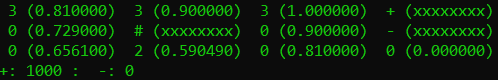 3 (0.810000)  3 (0.900000)  3 (1.000000)  + (xxxxxxxx)
0 (0.729000)  # (xxxxxxxx)  0 (0.900000)  - (xxxxxxxx)
0 (0.656100)  2 (0.590490)  0 (0.810000)  0 (0.000000)
+: 1000 :  -: 0